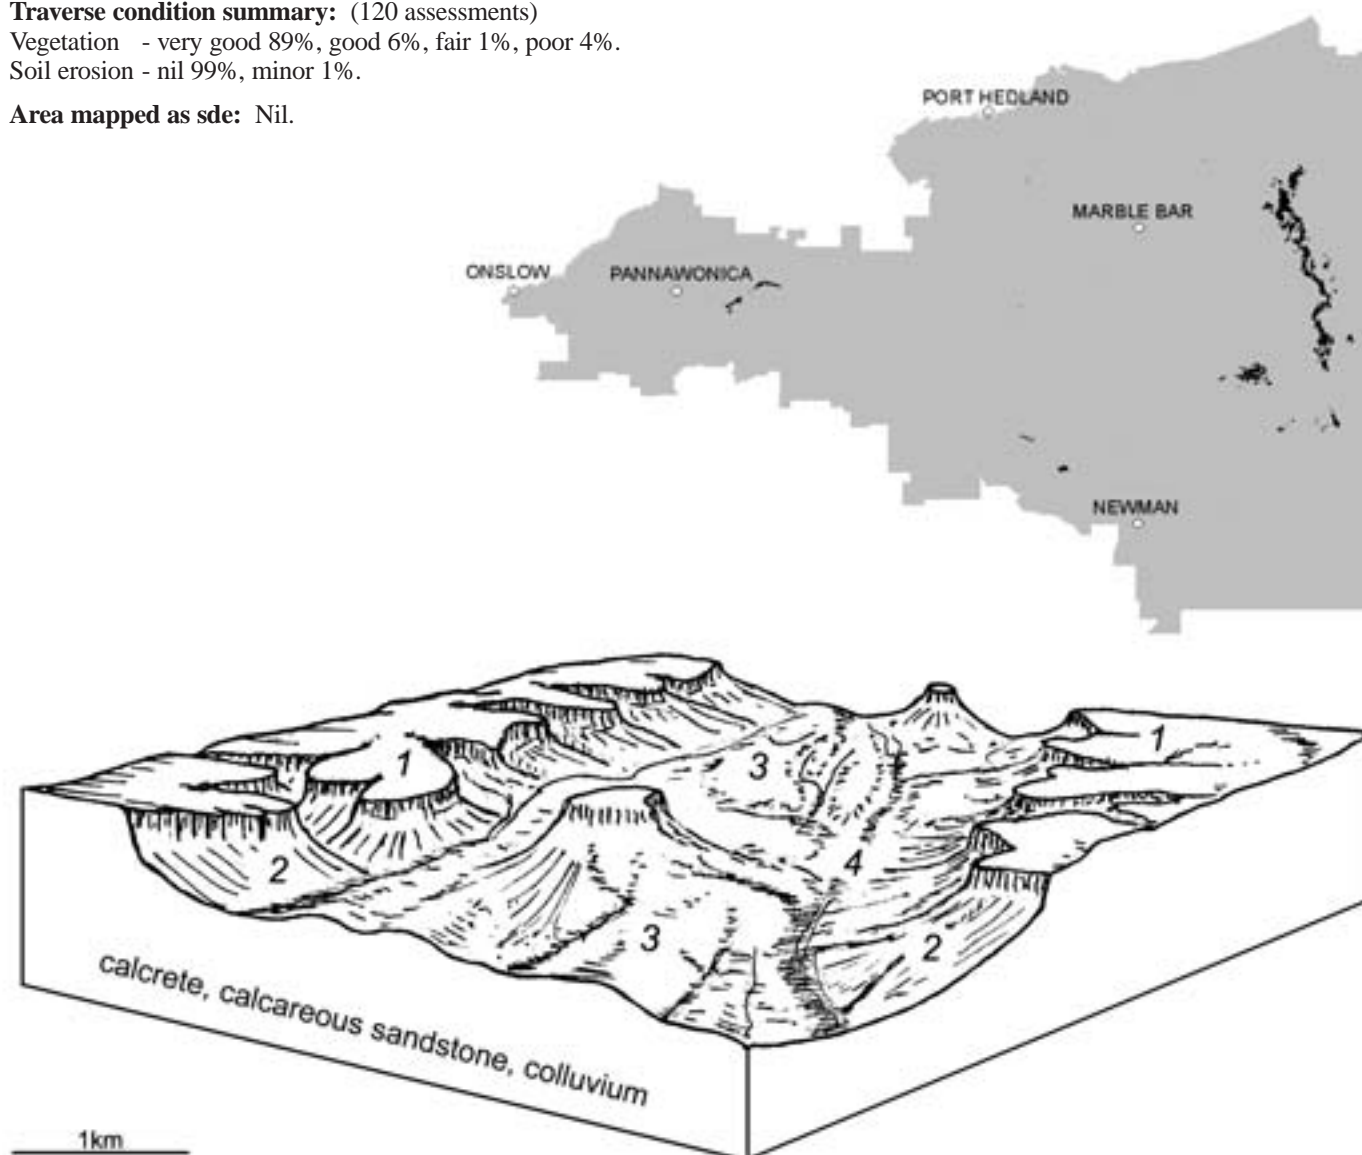 Traverse condition summary: (120 assessments)
Vegetation - very good 89%, good 6%, fair 1%, poor 4%.
Soil erosion - nil 99%, minor 1%.
Area mapped as sde: Nil.
PORT HEDLAND
MARBLE BAR
ONSLOW
PANNAWONICA
NEWMAN
1
1
3
2
4
3
2
calcrete, calcareous sandstone, colluvium
1km